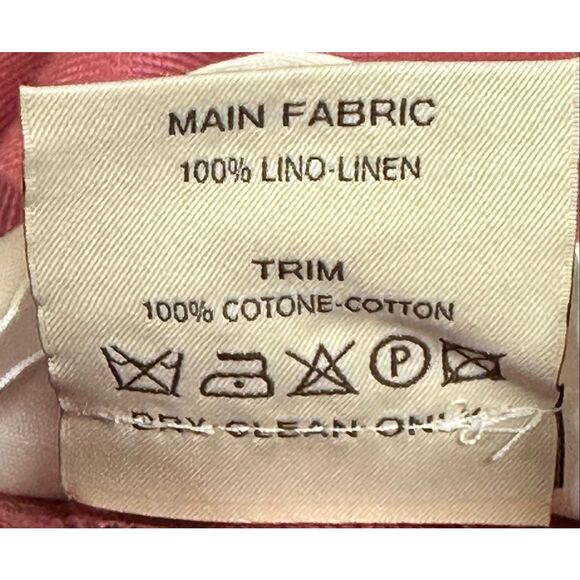 MAIN FABRIC
100% LINO-LINEN
TRIM
100% COTONE-COTTON
P
DRY CLEAN ONLY